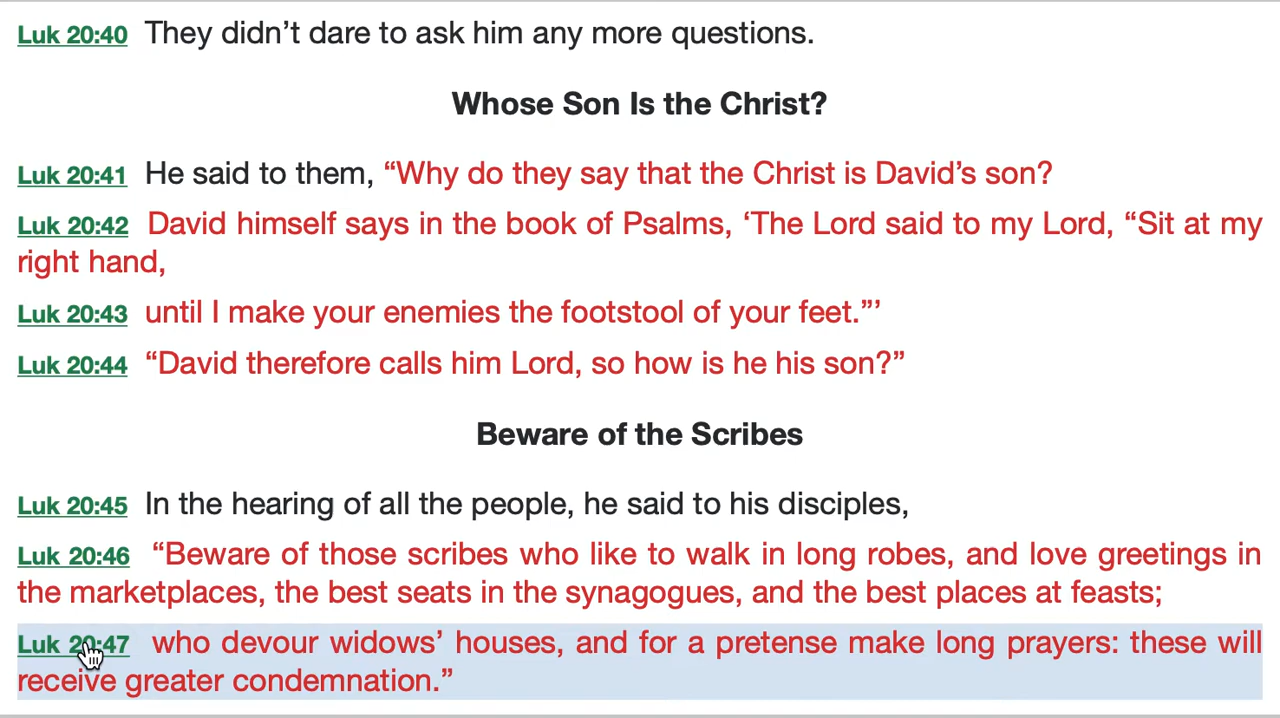 Luk 20:40 They didn’t dare to ask him any more questions.
Whose Son Is the Christ?
Luk 20:41 He said to them, “Why do they say that the Christ is David’s son?
Luk 20:42 David himself says in the book of Psalms, ‘The Lord said to my Lord, “Sit at my
right hand,
Luk 20:43 until I make your enemies the footstool of your feet.”’
Luk 20:44 “David therefore calls him Lord, so how is he his son?”
Beware of the Scribes
Luk 20:45 In the hearing of all the people, he said to his disciples,
Luk 20:46 “Beware of those scribes who like to walk in long robes, and love greetings in
the marketplaces, the best seats in the synagogues, and the best places at feasts;
Luk 20:47 who devour widows’ houses, and for a pretense make long prayers: these will
receive greater condemnation.”